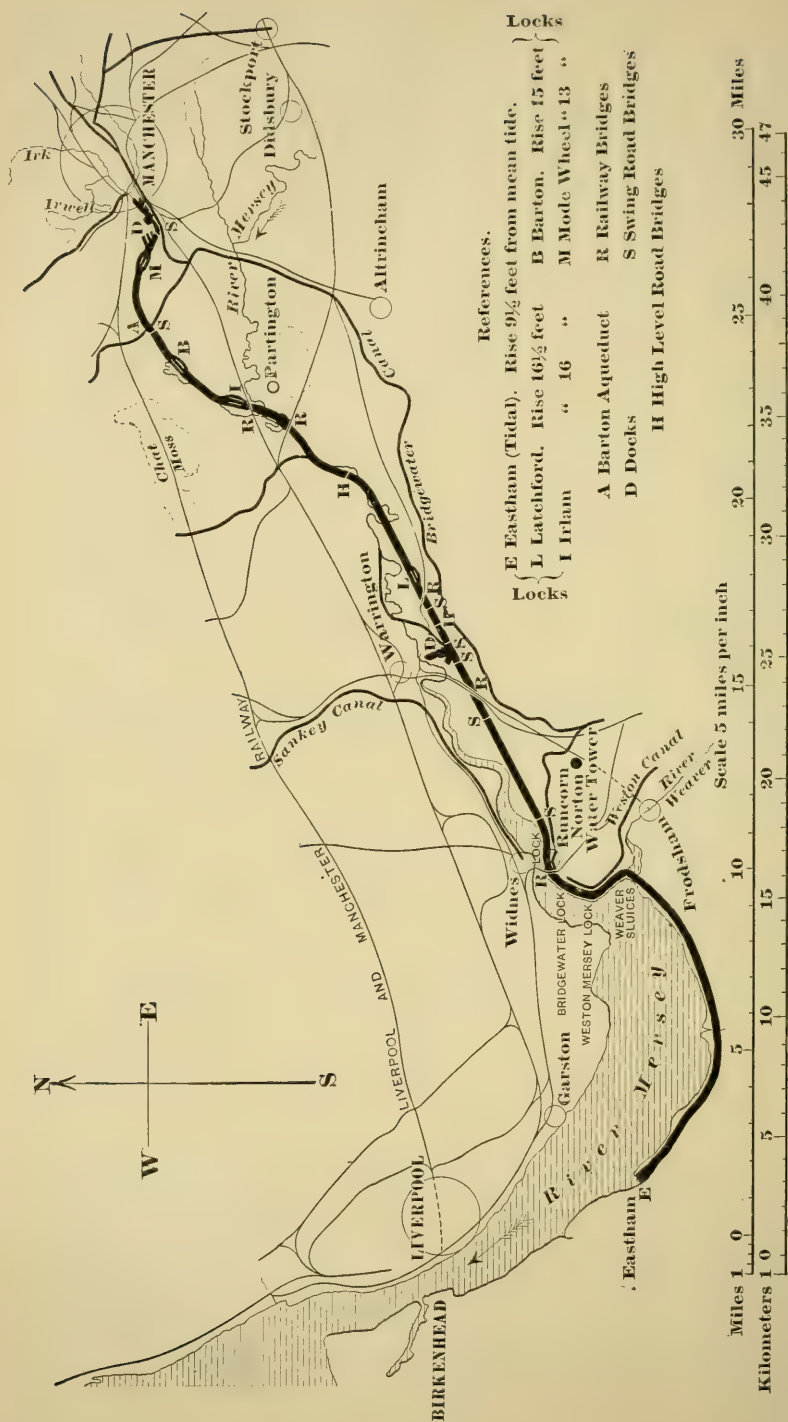 N
W E
S
Irk
Irwell
MANCHESTER
Stockport
Didsbury
River Mersey
Altrincham
Canal
Bridgewater
D
S
M
A
S
B
I
R
Partington
R
Chat
Moss
H
L
R
S
H
D
S
S
R
S
Warrington
RAILWAY
Sankey Canal
LIVERPOOL AND MANCHESTER
Widnes
LOCK
R
S
Runcorn
Norton
Water Tower
Weston Canal
River
Weaver
Frodsham
BRIDGEWATER LOCK
WESTON MERSEY LOCK
WEAVER
SLUICES
Garston
River Mersey
LIVERPOOL
BIRKENHEAD
Eastham
E
References.
Locks
E Eastham (Tidal). Rise 9½ feet from mean tide.
L Latchford. Rise 16½ feet B Barton. Rise 15 feet
I Irlam “ 16 “ M Mode Wheel “ 13 “
Locks
A Barton Aqueduct R Railway Bridges
D Docks S Swing Road Bridges
H High Level Road Bridges
Scale 5 miles per inch
Miles 1 0 5 10 15 20 25 30 Miles
Kilometers 1 0 5 10 15 20 25 30 35 40 45 47